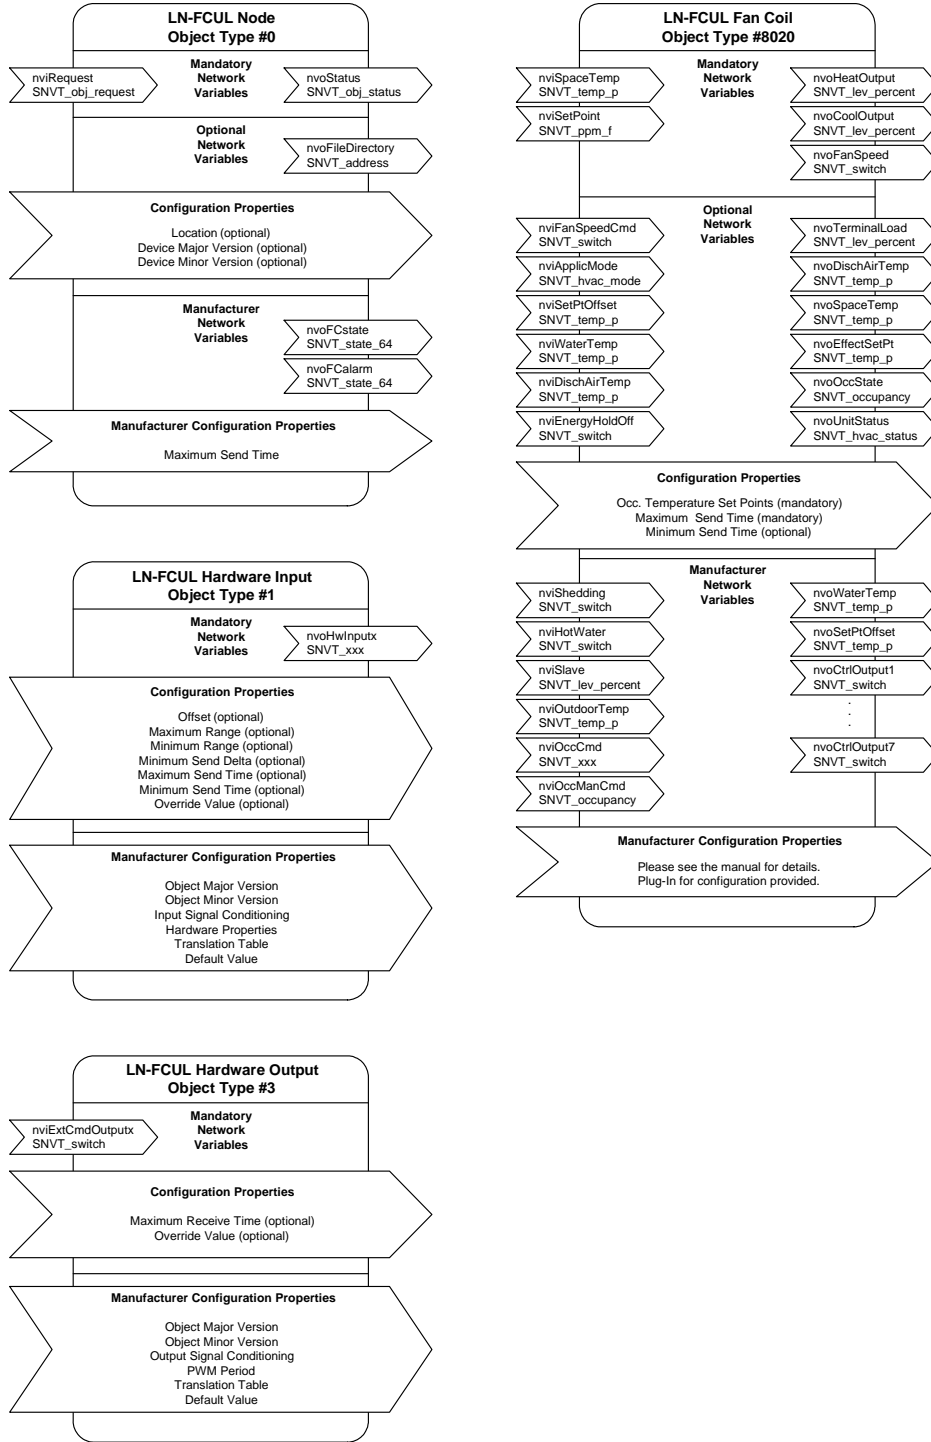 LN-FCUL Node
Object Type #0
Mandatory
Network
Variables
nviRequest
SNVT_obj_request
nvoStatus
SNVT_obj_status
Optional
Network
Variables
nvoFileDirectory
SNVT_address
Configuration Properties
Location (optional)
Device Major Version (optional)
Device Minor Version (optional)
Manufacturer
Network
Variables
nvoFCstate
SNVT_state_64
nvoFCalarm
SNVT_state_64
Manufacturer Configuration Properties
Maximum Send Time
LN-FCUL Hardware Input
Object Type #1
Mandatory
Network
Variables
nvoHwInputx
SNVT_xxx
Configuration Properties
Offset (optional)
Maximum Range (optional)
Minimum Range (optional)
Minimum Send Delta (optional)
Maximum Send Time (optional)
Minimum Send Time (optional)
Override Value (optional)
Manufacturer Configuration Properties
Object Major Version
Object Minor Version
Input Signal Conditioning
Hardware Properties
Translation Table
Default Value
LN-FCUL Hardware Output
Object Type #3
Mandatory
Network
Variables
nviExtCmdOutputx
SNVT_switch
Configuration Properties
Maximum Receive Time (optional)
Override Value (optional)
Manufacturer Configuration Properties
Object Major Version
Object Minor Version
Output Signal Conditioning
PWM Period
Translation Table
Default Value
LN-FCUL Fan Coil
Object Type #8020
Mandatory
Network
Variables
nviSpaceTemp
SNVT_temp_p
nviSetPoint
SNVT_ppm_f
nvoHeatOutput
SNVT_lev_percent
nvoCoolOutput
SNVT_lev_percent
nvoFanSpeed
SNVT_switch
Optional
Network
Variables
nviFanSpeedCmd
SNVT_switch
nviApplicMode
SNVT_hvac_mode
nviSetPtOffset
SNVT_temp_p
nviWaterTemp
SNVT_temp_p
nviDischAirTemp
SNVT_temp_p
nviEnergyHoldOff
SNVT_switch
nvoTerminalLoad
SNVT_lev_percent
nvoDischAirTemp
SNVT_temp_p
nvoSpaceTemp
SNVT_temp_p
nvoEffectSetPt
SNVT_temp_p
nvoOccState
SNVT_occupancy
nvoUnitStatus
SNVT_hvac_status
Configuration Properties
Occ. Temperature Set Points (mandatory)
Maximum Send Time (mandatory)
Minimum Send Time (optional)
Manufacturer
Network
Variables
nviShedding
SNVT_switch
nviHotWater
SNVT_switch
nviSlave
SNVT_lev_percent
nviOutdoorTemp
SNVT_temp_p
nviOccCmd
SNVT_xxx
nviOccManCmd
SNVT_occupancy
nvoWaterTemp
SNVT_temp_p
nvoSetPtOffset
SNVT_temp_p
nvoCtrlOutput1
SNVT_switch
.
.
.
nvoCtrlOutput7
SNVT_switch
Manufacturer Configuration Properties
Please see the manual for details.
Plug-In for configuration provided.